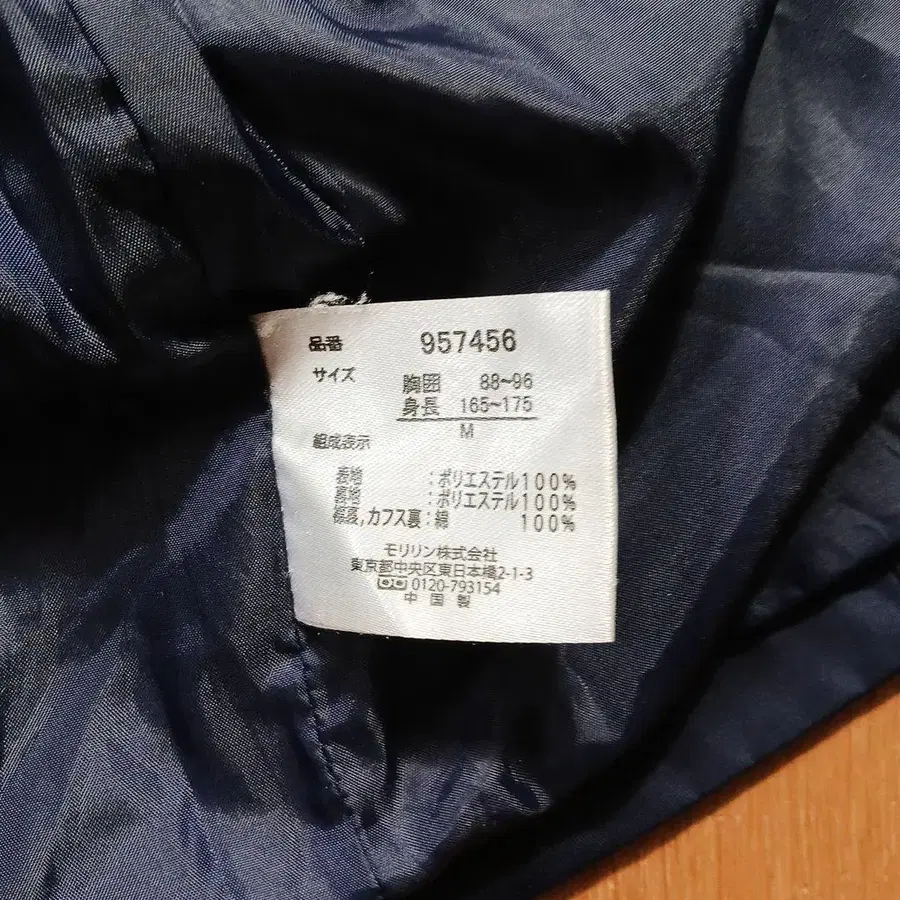 品番 957456
サイズ 胸囲 88~96
身長 165~175
M
組成表示
表地 :ポリエステル100%
裏地 :ポリエステル100%
襟裏,カフス裏:綿 100%
モリリン株式会社
東京都中央区東日本橋2-1-3
0120-793154
中国製